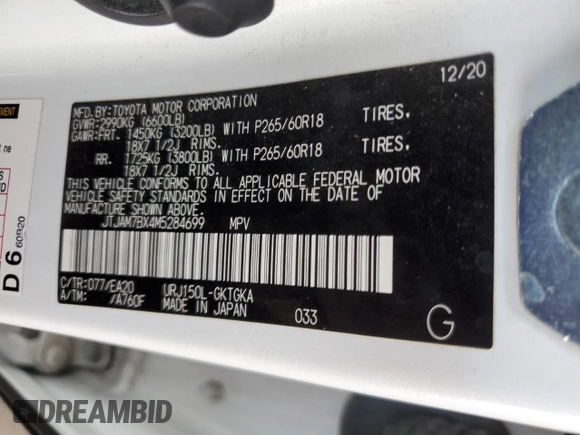 12/20
MFD.BY:TOYOTA MOTOR CORPORATION
GVWR:2990KG (6600LB)
GAWR:FRT. 1450KG (3200LB) WITH P265/60R18 TIRES.
18X7 1/2J RIMS.
RR. 1725KG (3800LB) WITH P265/60R18 TIRES.
18X7 1/2J RIMS.
THIS VEHICLE CONFORMS TO ALL APPLICABLE FEDERAL MOTOR
VEHICLE SAFETY STANDARDS IN EFFECT ON THE DATE OF
MANUFACTURE SHOWN ABOVE.
JTJAM7BX4M5284699 MPV
C/TR:077/EA20 URJ150L-GKTGKA
A/TM: /A760F MADE IN JAPAN 033
G
D 6
60R20
DREAMBID